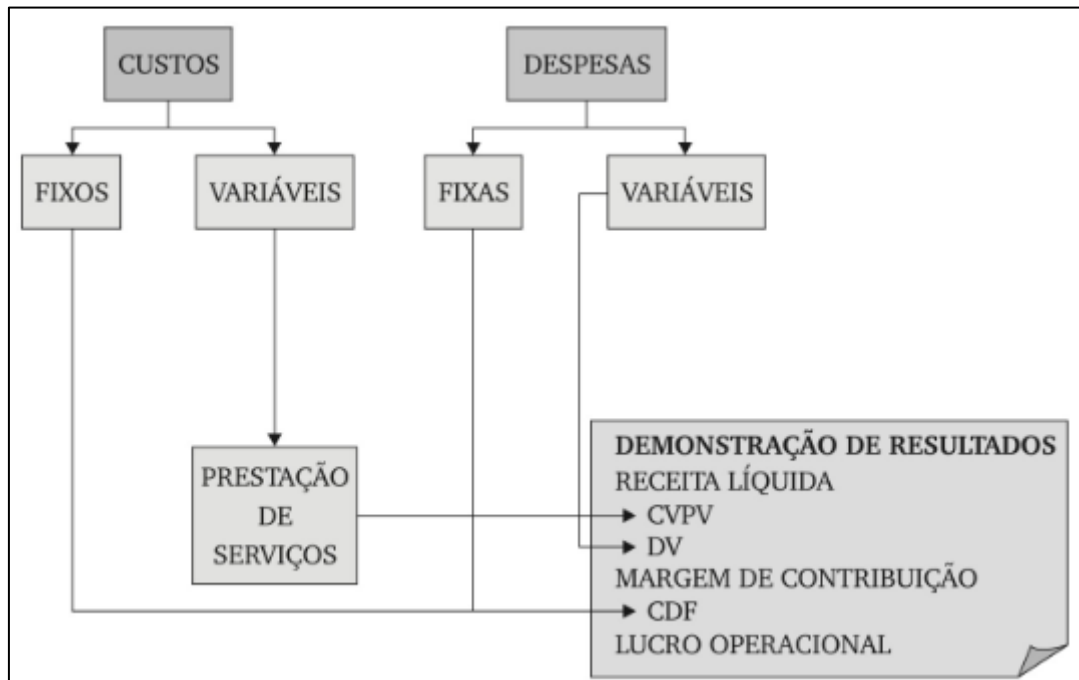 CUSTOS
DESPESAS
FIXOS
VARIÁVEIS
FIXAS
VARIÁVEIS
PRESTAÇÃO
DE
SERVIÇOS
DEMONSTRAÇÃO DE RESULTADOS
RECEITA LÍQUIDA
CVPV
DV
MARGEM DE CONTRIBUIÇÃO
CDF
LUCRO OPERACIONAL